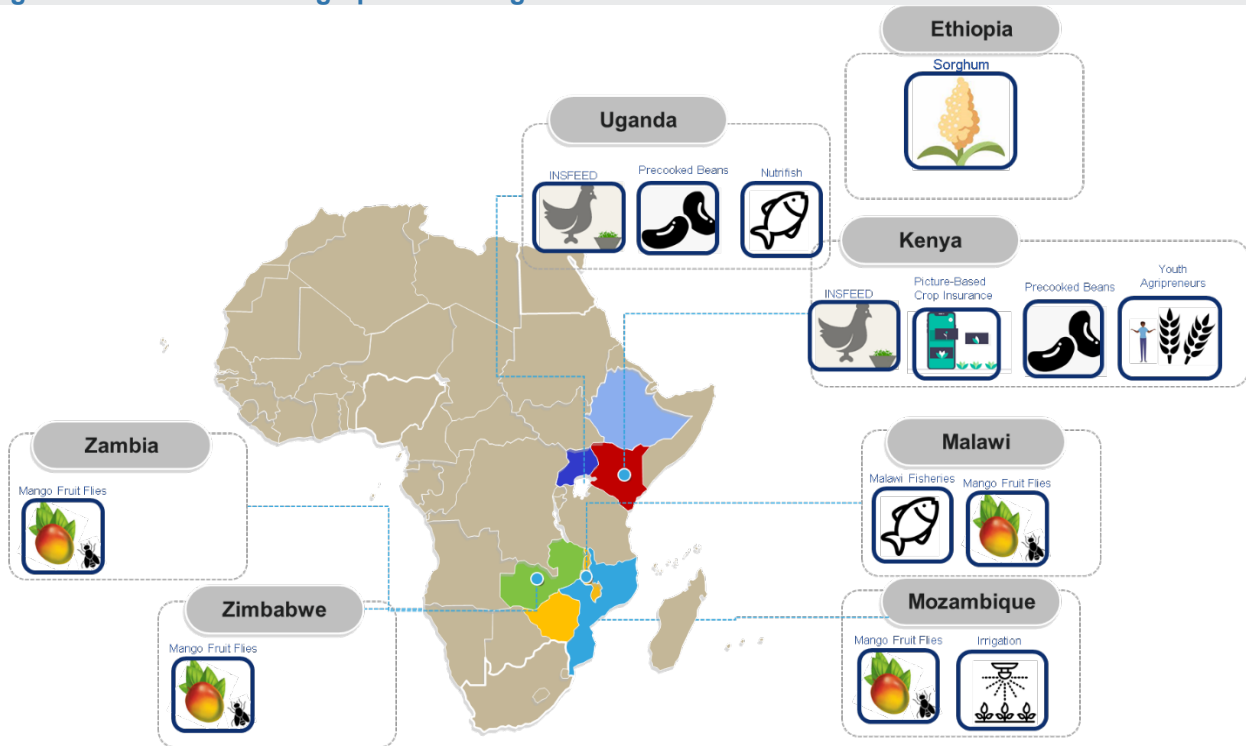 Ethiopia
Sorghum
Uganda
INSFEED
Precooked Beans
Nutrifish
Kenya
INSFEED
Picture-Based
Crop Insurance
Precooked Beans
Youth
Agripreneurs
Zambia
Mango Fruit Flies
Malawi
Malawi Fisheries
Mango Fruit Flies
Zimbabwe
Mango Fruit Flies
Mozambique
Mango Fruit Flies
Irrigation